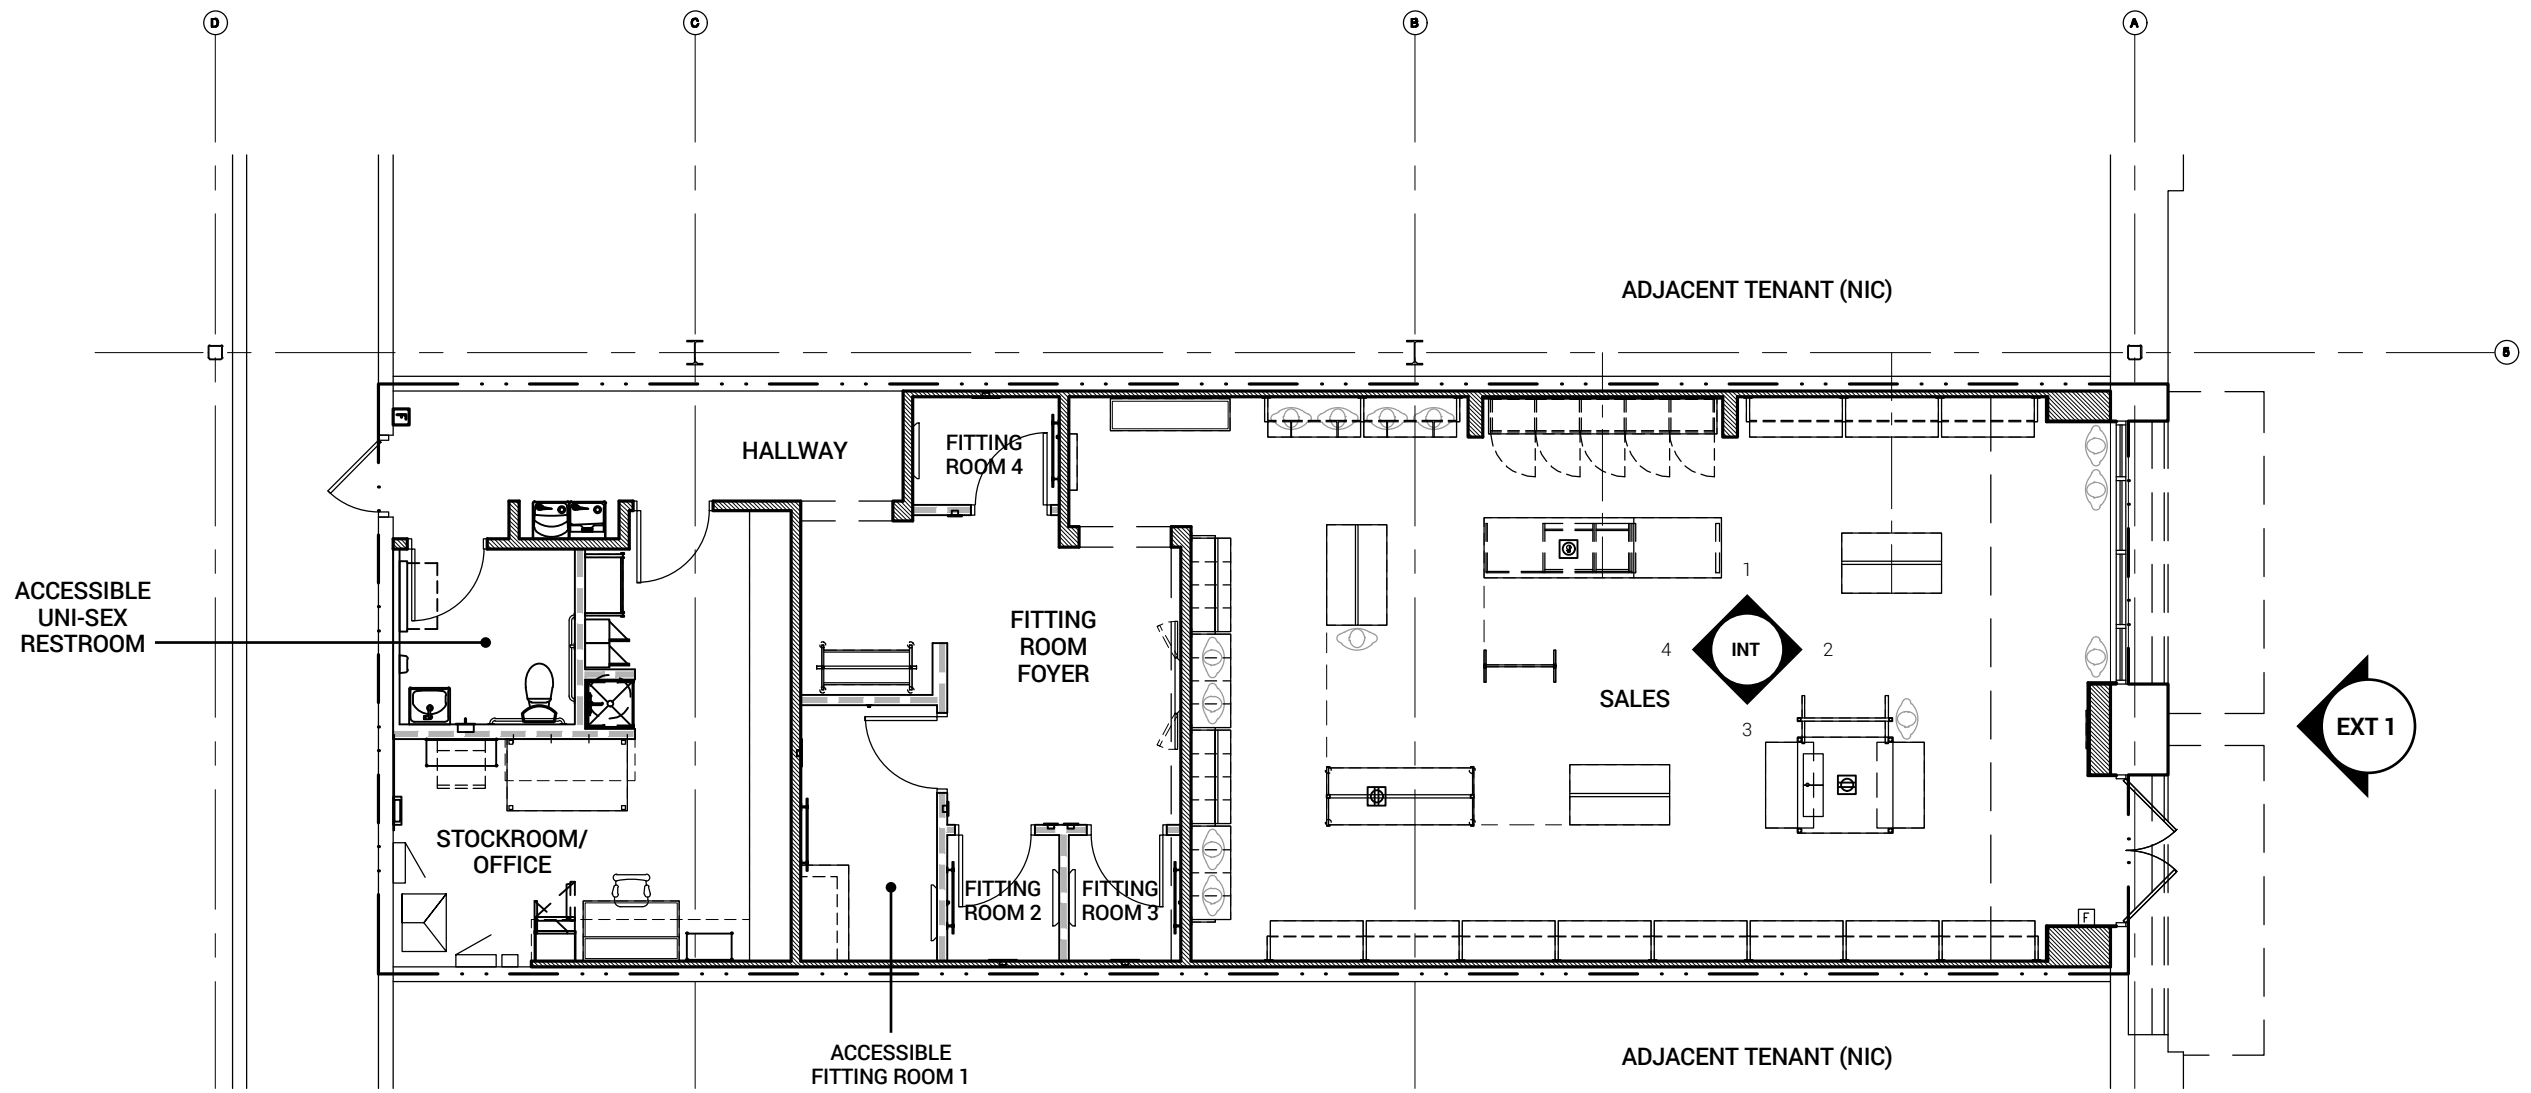 D
C
B
A
ADJACENT TENANT (NIC)
5
F
HALLWAY
FITTING
ROOM 4
ACCESSIBLE
UNI-SEX
RESTROOM
FITTING
ROOM
FOYER
1
4
INT
2
SALES
3
EXT 1
STOCKROOM/
OFFICE
FITTING
ROOM 2
FITTING
ROOM 3
F
ACCESSIBLE
FITTING ROOM 1
ADJACENT TENANT (NIC)